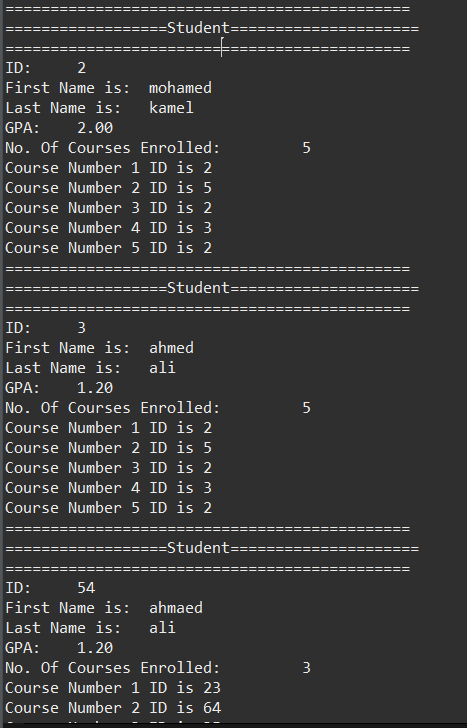 =============================================
==================Student=====================
=============================================
ID:	2
First Name is:	mohamed
Last Name is:	kamel
GPA:	2.00
No. Of Courses Enrolled:	5
Course Number 1 ID is 2
Course Number 2 ID is 5
Course Number 3 ID is 2
Course Number 4 ID is 3
Course Number 5 ID is 2
=============================================
==================Student=====================
=============================================
ID:	3
First Name is:	ahmed
Last Name is:	ali
GPA:	1.20
No. Of Courses Enrolled:	5
Course Number 1 ID is 2
Course Number 2 ID is 5
Course Number 3 ID is 2
Course Number 4 ID is 3
Course Number 5 ID is 2
=============================================
==================Student=====================
=============================================
ID:	54
First Name is:	ahmaed
Last Name is:	ali
GPA:	1.20
No. Of Courses Enrolled:	3
Course Number 1 ID is 23
Course Number 2 ID is 64